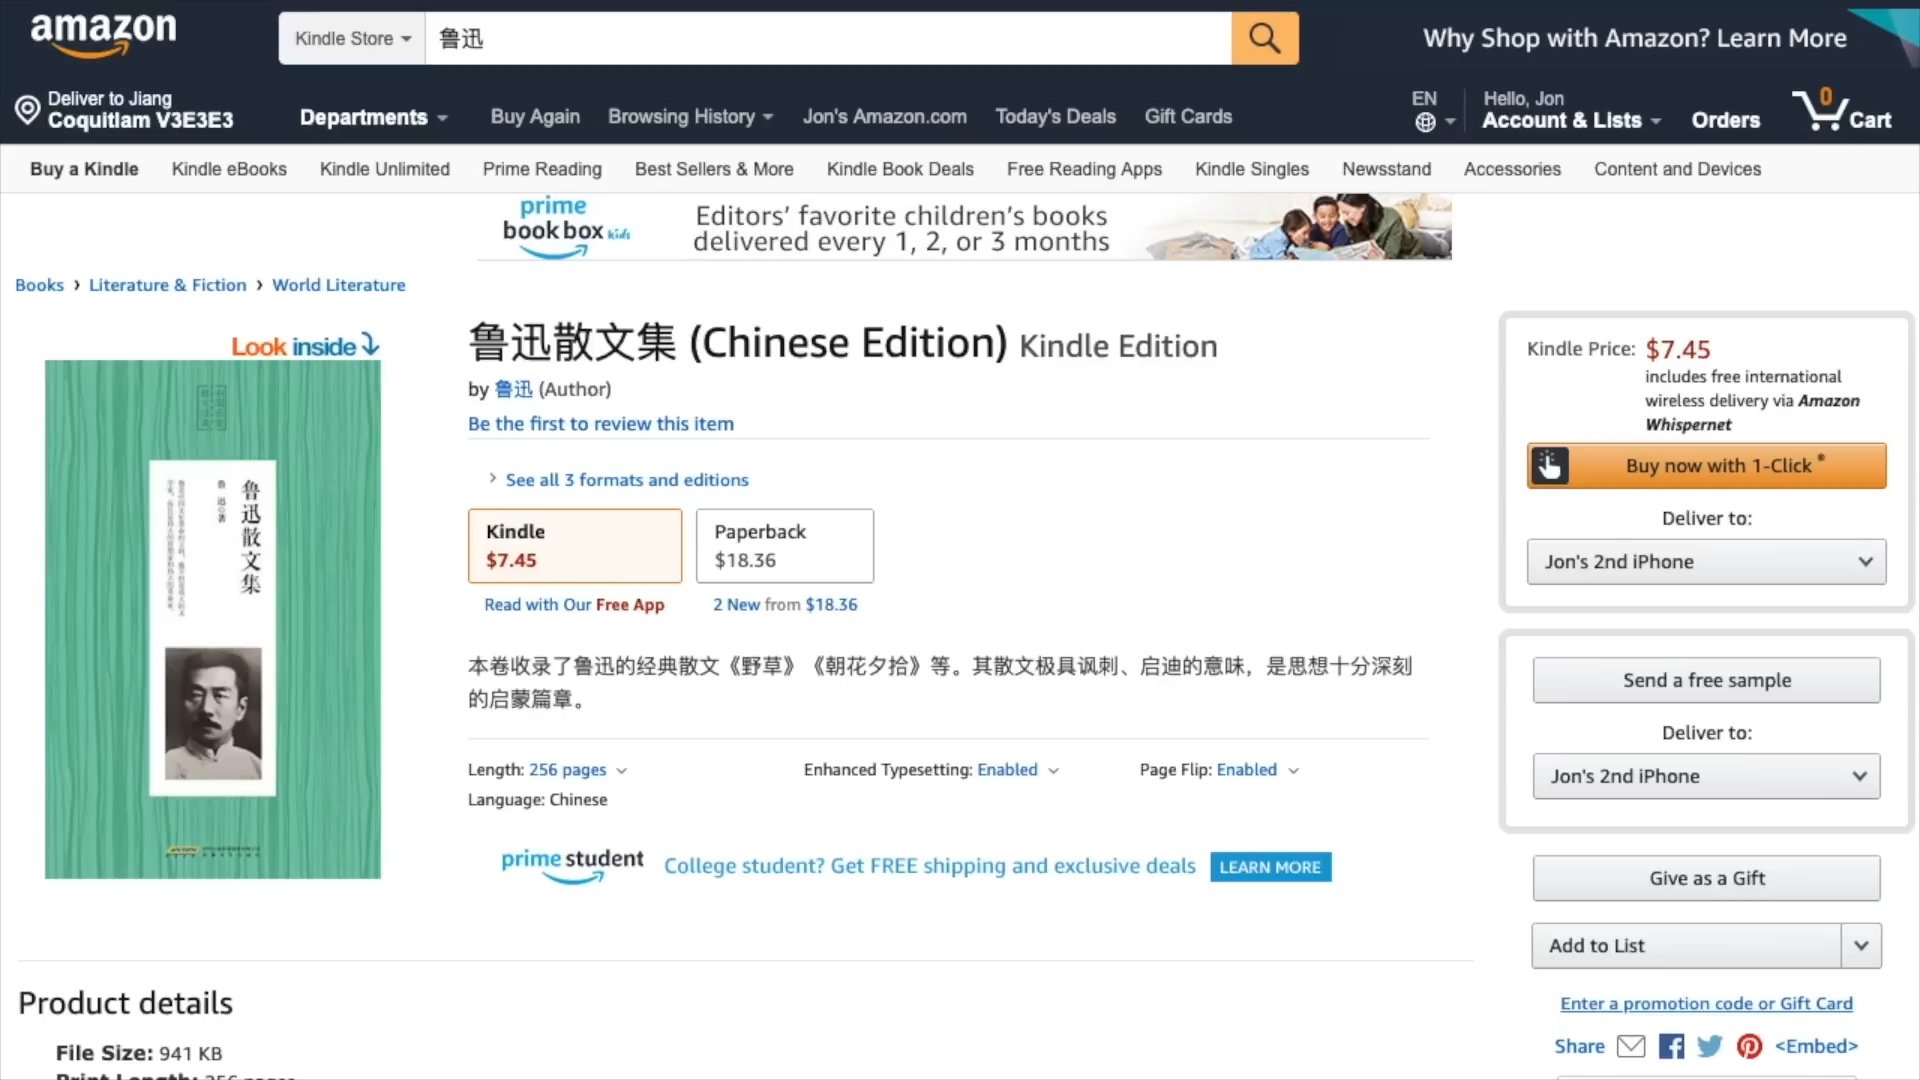 amazon
Kindle Store
鲁迅
Why Shop with Amazon? Learn More
Deliver to Jiang
Coquitlam V3E3E3
Departments
Buy Again
Browsing History
Jon's Amazon.com
Today's Deals
Gift Cards
EN
Hello, Jon
Account & Lists
Orders
0
Cart
Buy a Kindle
Kindle eBooks
Kindle Unlimited
Prime Reading
Best Sellers & More
Kindle Book Deals
Free Reading Apps
Kindle Singles
Newsstand
Accessories
Content and Devices
prime
book box kids
Editors’ favorite children’s books
delivered every 1, 2, or 3 months
Books › Literature & Fiction › World Literature
Look inside
鲁迅散文集
鲁迅 著
鲁迅散文集 (Chinese Edition) Kindle Edition
by 鲁迅 (Author)
Be the first to review this item
See all 3 formats and editions
Kindle
$7.45
Paperback
$18.36
Read with Our Free App
2 New from $18.36
本卷收录了鲁迅的经典散文《野草》《朝花夕拾》等。其散文极具讽刺、启迪的意味，是思想十分深刻
的启蒙篇章。
Length: 256 pages
Enhanced Typesetting: Enabled
Page Flip: Enabled
Language: Chinese
prime student
College student? Get FREE shipping and exclusive deals
LEARN MORE
Product details
File Size: 941 KB
Print Length: 256 pages
Kindle Price: $7.45
includes free international
wireless delivery via Amazon
Whispernet
Buy now with 1-Click ®
Deliver to:
Jon's 2nd iPhone
Send a free sample
Deliver to:
Jon's 2nd iPhone
Give as a Gift
Add to List
Enter a promotion code or Gift Card
Share
<Embed>